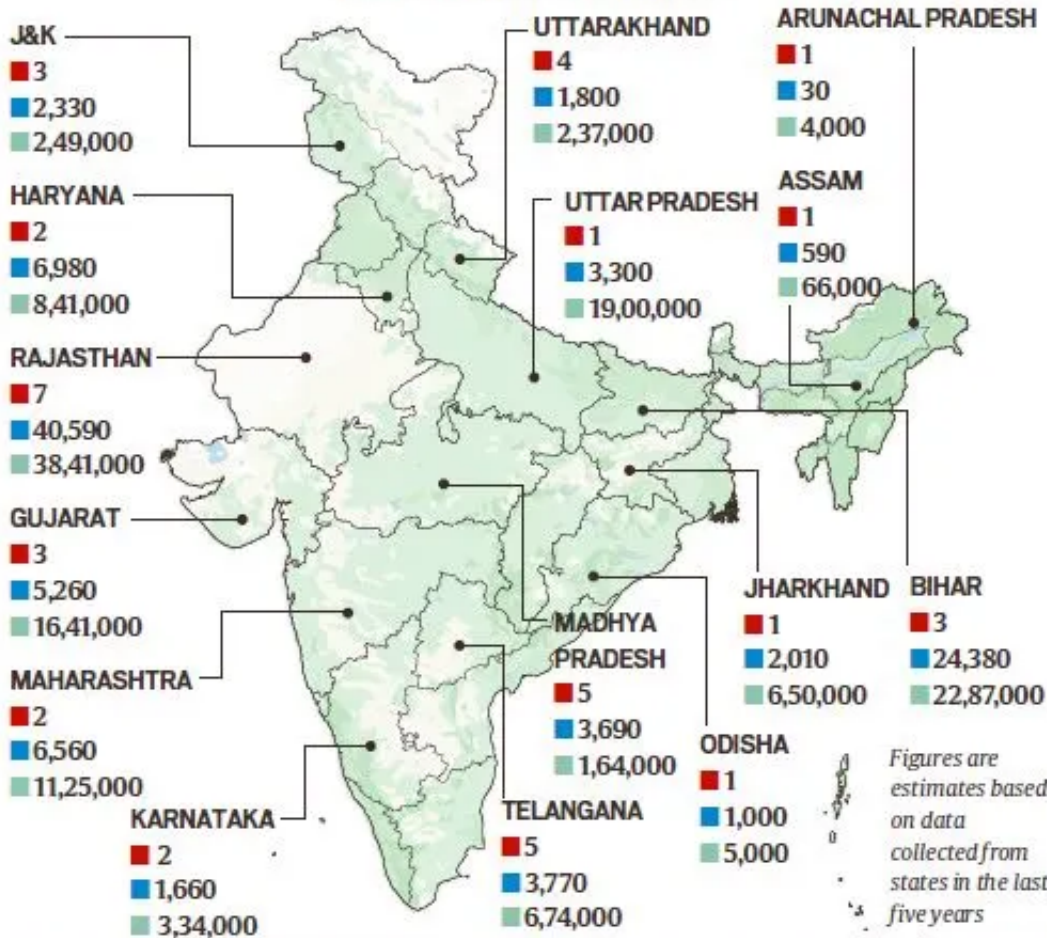 J&K
3
2,330
2,49,000
UTTARAKHAND
4
1,800
2,37,000
ARUNACHAL PRADESH
1
30
4,000
HARYANA
2
6,980
8,41,000
UTTAR PRADESH
1
3,300
19,00,000
ASSAM
1
590
66,000
RAJASTHAN
7
40,590
38,41,000
GUJARAT
3
5,260
16,41,000
MAHARASHTRA
2
6,560
11,25,000
KARNATAKA
2
1,660
3,34,000
TELANGANA
5
3,770
6,74,000
MADHYA
PRADESH
5
3,690
1,64,000
ODISHA
1
1,000
5,000
JHARKHAND
1
2,010
6,50,000
BIHAR
3
24,380
22,87,000
Figures are
estimates based
on data
collected from
states in the last
five years